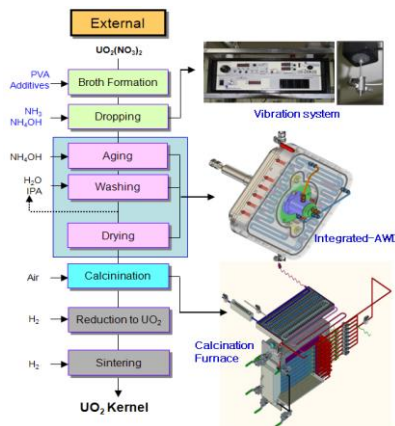 External
UO₂(NO₃)₂
PVA
Additives
Broth Formation
NH₃
NH₄OH
Dropping
Vibration system
NH₄OH
Aging
H₂O
IPA
Washing
Drying
Integrated-AWD
Air
Calcinination
Calcination
Furnace
H₂
Reduction to UO₂
H₂
Sintering
UO₂ Kernel